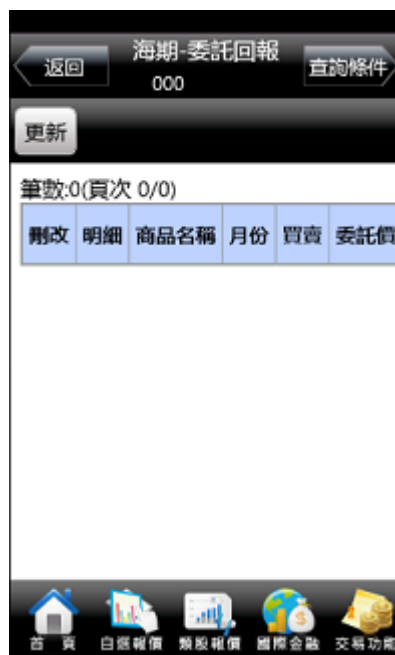 返回 海期-委託回報 查詢條件
000
更新
筆數:0(頁次 0/0)
刪改 明細 商品名稱 月份 買賣 委託價
首 頁 自選報價 類股報價 國際金融 交易功能